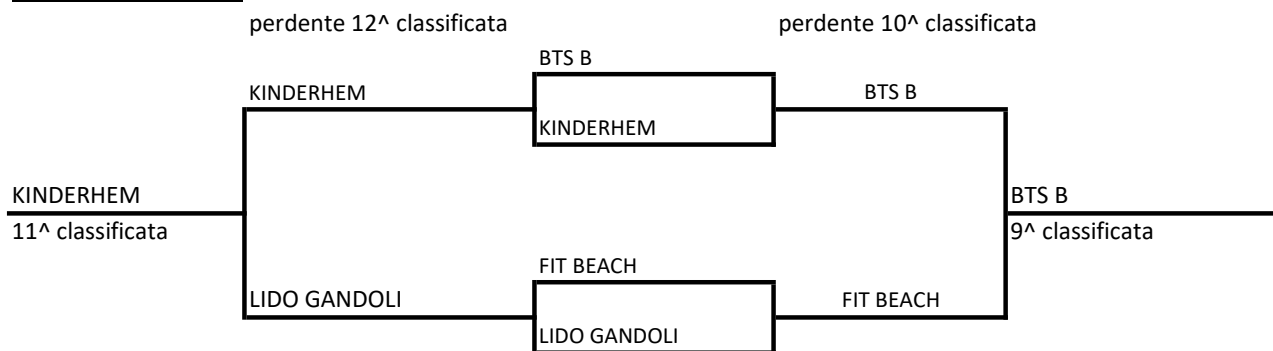 perdente 12^ classificata
perdente 10^ classificata
BTS B
KINDERHEM
BTS B
KINDERHEM
KINDERHEM
BTS B
11^ classificata
9^ classificata
FIT BEACH
LIDO GANDOLI
FIT BEACH
LIDO GANDOLI